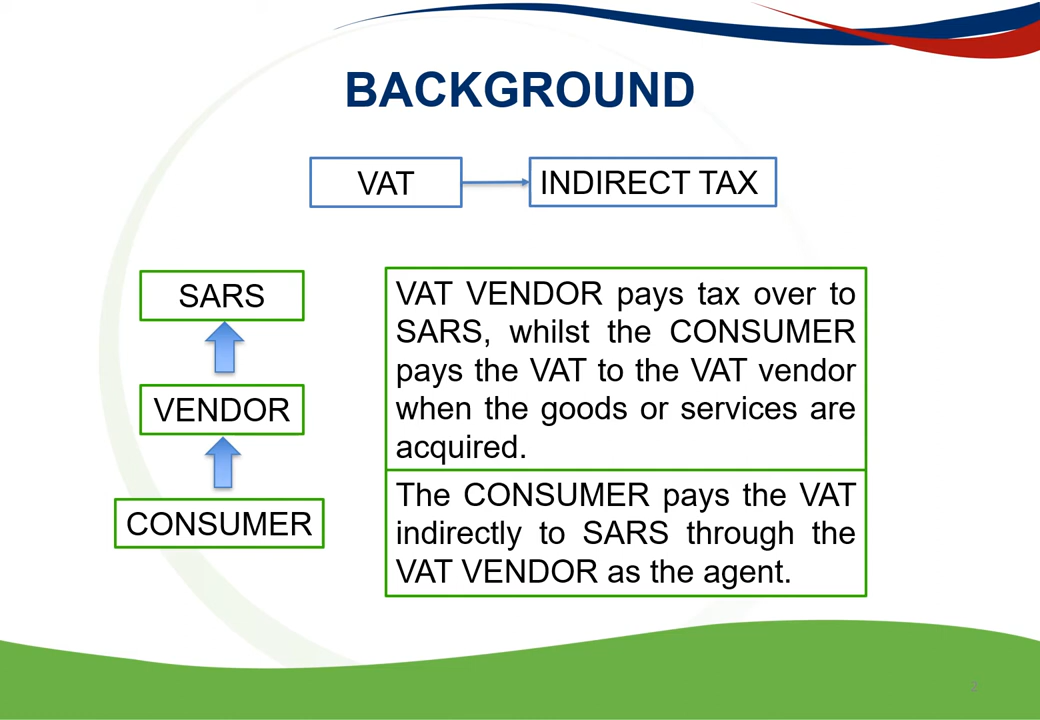 BACKGROUND
VAT
INDIRECT TAX
SARS
VENDOR
CONSUMER
VAT VENDOR pays tax over to
SARS, whilst the CONSUMER
pays the VAT to the VAT vendor
when the goods or services are
acquired.
The CONSUMER pays the VAT
indirectly to SARS through the
VAT VENDOR as the agent.
2